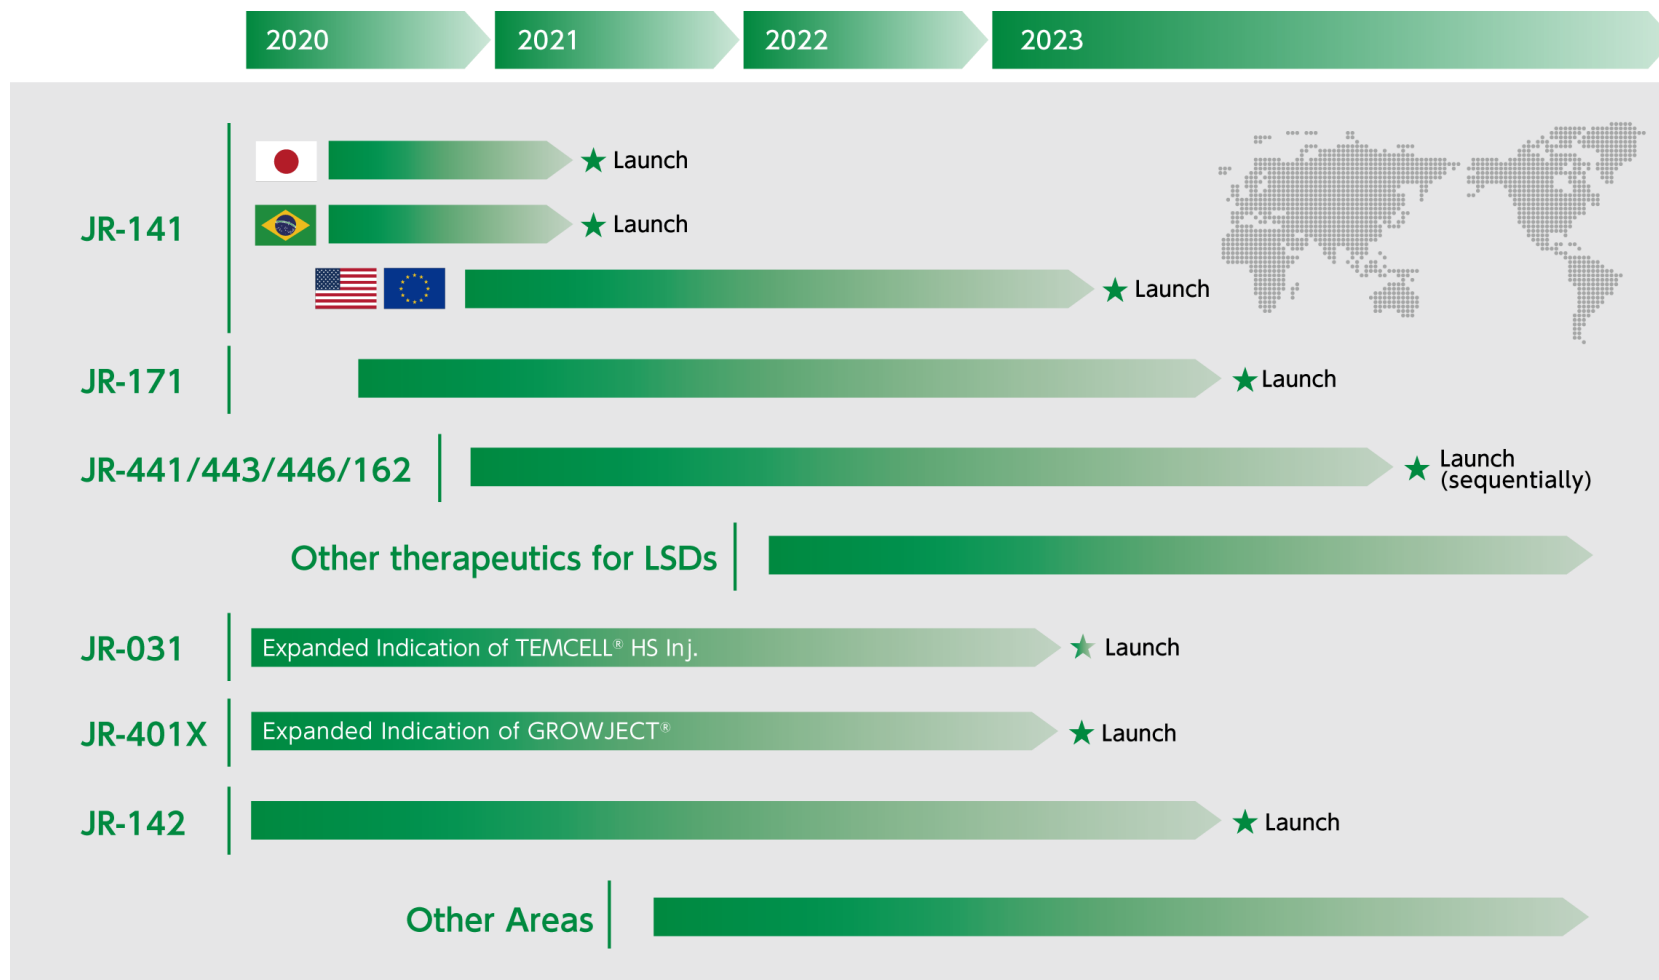 2020
2021
2022
2023
JR-141
Launch
Launch
Launch
JR-171
Launch
JR-441/443/446/162
Launch
(sequentially)
Other therapeutics for LSDs
JR-031
Expanded Indication of TEMCELL® HS Inj.
Launch
JR-401X
Expanded Indication of GROWJECT®
Launch
JR-142
Launch
Other Areas